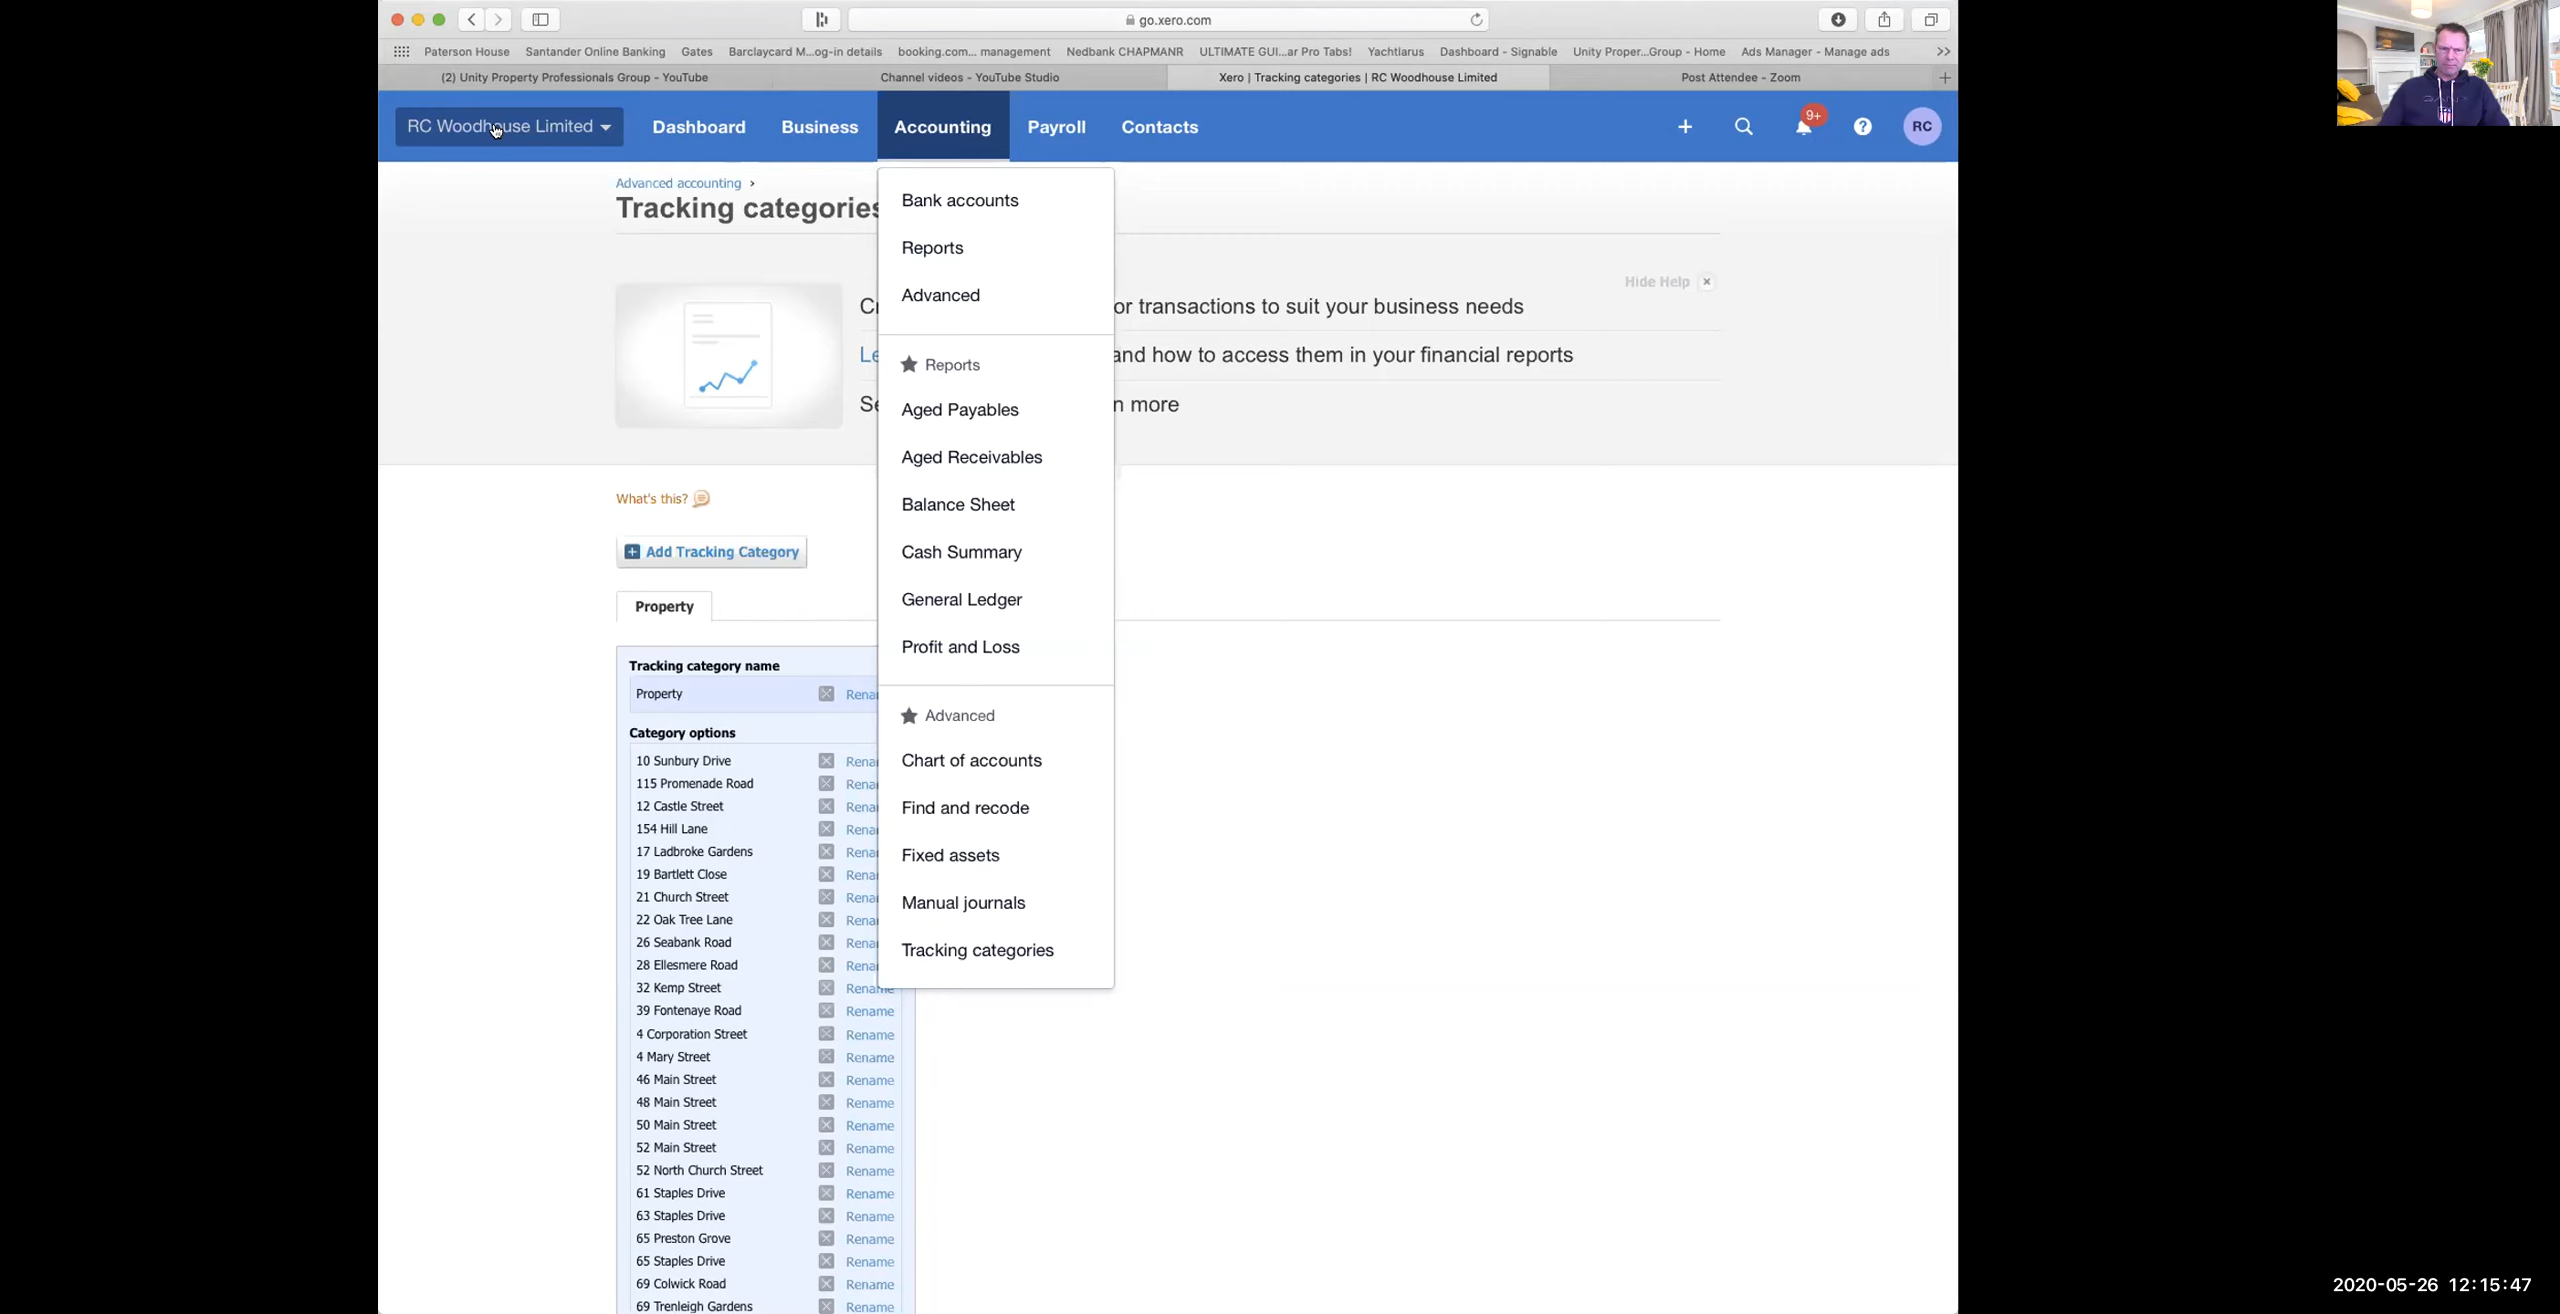 go.xero.com
Paterson House
Santander Online Banking
Gates
Barclaycard M...og-in details
booking.com... management
Nedbank CHAPMANR
ULTIMATE GUI...ar Pro Tabs!
Yachtlarus
Dashboard - Signable
Unity Proper...Group - Home
Ads Manager - Manage ads
(2) Unity Property Professionals Group - YouTube
Channel videos - YouTube Studio
Xero | Tracking categories | RC Woodhouse Limited
Post Attendee - Zoom
RC Woodhouse Limited
Dashboard
Business
Accounting
Payroll
Contacts
9+
RC
Advanced accounting ›
Tracking categories
Hide Help
or transactions to suit your business needs
and how to access them in your financial reports
n more
Bank accounts
Reports
Advanced
Reports
Aged Payables
Aged Receivables
Balance Sheet
Cash Summary
General Ledger
Profit and Loss
Advanced
Chart of accounts
Find and recode
Fixed assets
Manual journals
Tracking categories
What's this?
Add Tracking Category
Property
Tracking category name
Property Rena
Category options
10 Sunbury Drive Rena
115 Promenade Road Rena
12 Castle Street Rena
154 Hill Lane Rena
17 Ladbroke Gardens Rena
19 Bartlett Close Rena
21 Church Street Rena
22 Oak Tree Lane Rena
26 Seabank Road Rena
28 Ellesmere Road Rena
32 Kemp Street Rename
39 Fontenaye Road Rename
4 Corporation Street Rename
4 Mary Street Rename
46 Main Street Rename
48 Main Street Rename
50 Main Street Rename
52 Main Street Rename
52 North Church Street Rename
61 Staples Drive Rename
63 Staples Drive Rename
65 Preston Grove Rename
65 Staples Drive Rename
69 Colwick Road Rename
69 Trenleigh Gardens Rename
2020-05-26 12:15:47